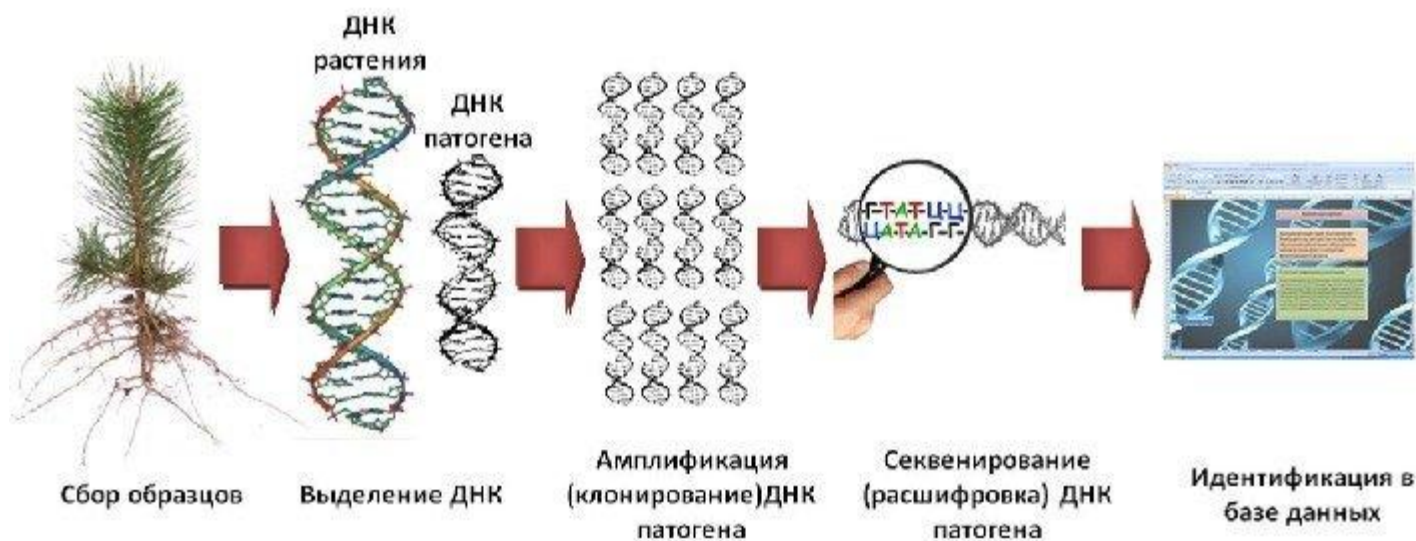 ДНК
растения
ДНК
патогена
Г-Т-А-Т-Ц-Ц-
ЦАТА-Г-Г-
Сбор образцов
Выделение ДНК
Амплификация
(клонирование)ДНК
патогена
Секвенирование
(расшифровка) ДНК
патогена
Идентификация в
базе данных